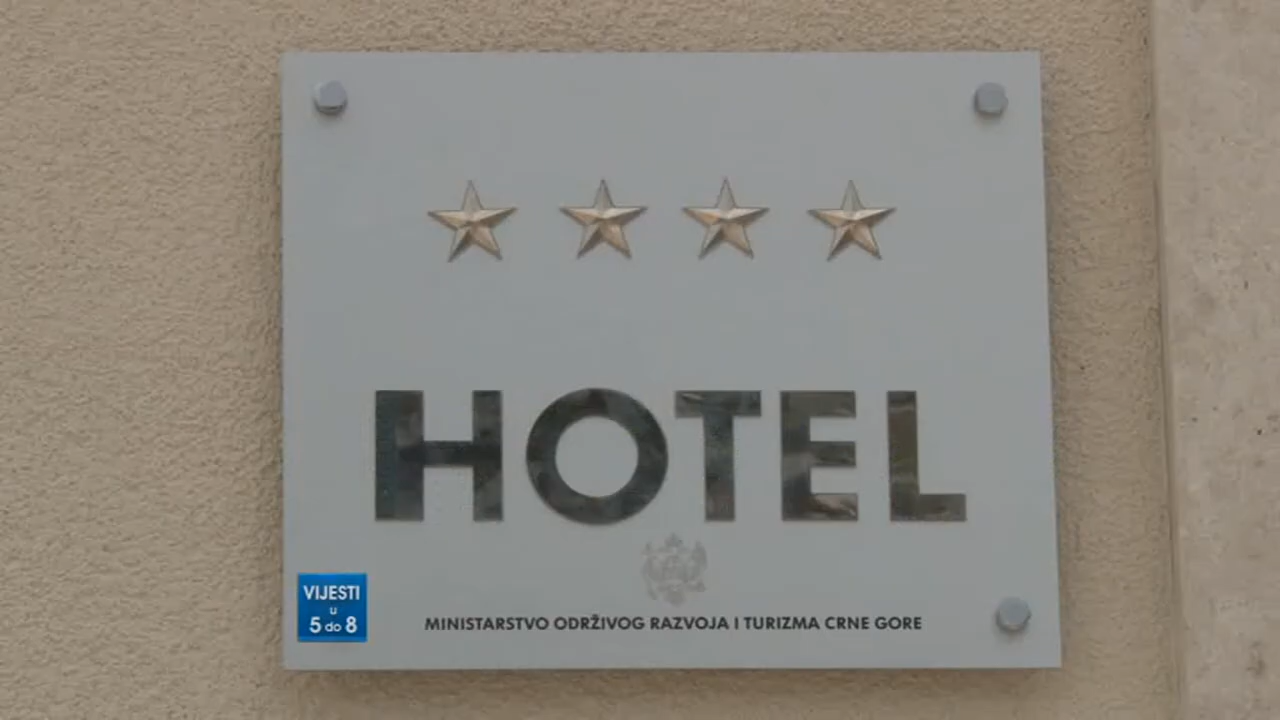 HOTEL
MINISTARSTVO ODRŽIVOG RAZVOJA I TURIZMA CRNE GORE
VIJESTI
u
5 do 8